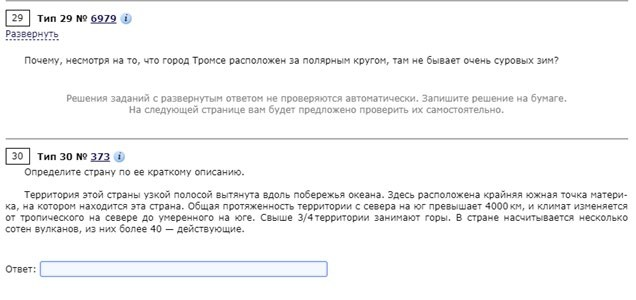 29 Тип 29 № 6979 i
Развернуть
Почему, несмотря на то, что город Тромсе расположен за полярным кругом, там не бывает очень суровых зим?
Решения заданий с развернутым ответом не проверяются автоматически. Запишите решение на бумаге.
На следующей странице вам будет предложено проверить их самостоятельно.
30 Тип 30 № 373 i
Определите страну по ее краткому описанию.
Территория этой страны узкой полосой вытянута вдоль побережья океана. Здесь расположена крайняя южная точка матери-
ка, на котором находится эта страна. Общая протяженность территории с севера на юг превышает 4000 км, и климат изменяется
от тропического на севере до умеренного на юге. Свыше 3/4 территории занимают горы. В стране насчитывается несколько
сотен вулканов, из них более 40 — действующие.
Ответ: